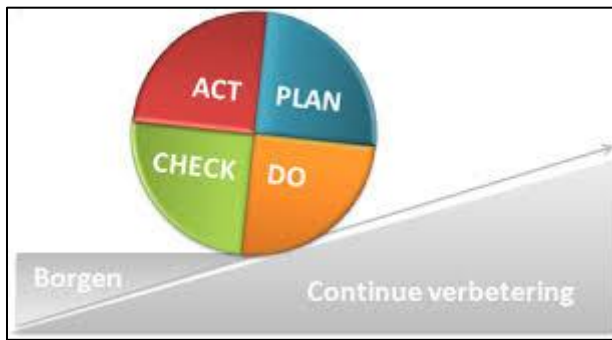 ACT
PLAN
CHECK
DO
Borgen
Continue verbetering